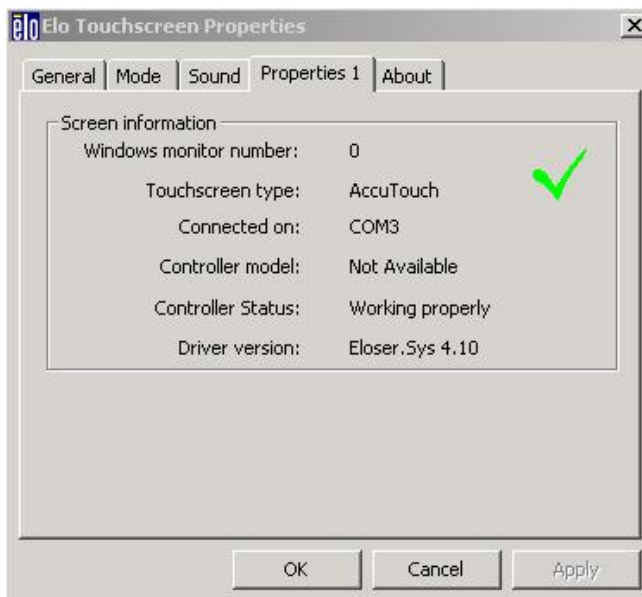 elo Elo Touchscreen Properties
General Mode Sound Properties 1 About
Screen information
Windows monitor number: 0
Touchscreen type: AccuTouch
Connected on: COM3
Controller model: Not Available
Controller Status: Working properly
Driver version: Eloser.Sys 4.10
OK Cancel Apply